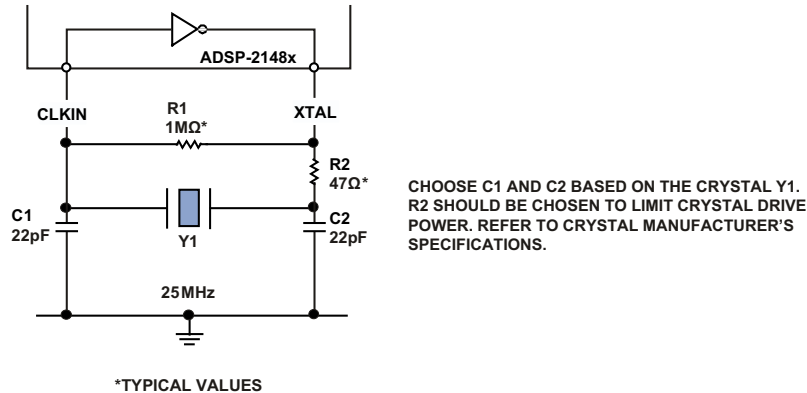 ADSP-2148x
CLKIN
XTAL
R1
1MΩ*
R2
47Ω*
C1
22pF
Y1
C2
22pF
25MHz
*TYPICAL VALUES
CHOOSE C1 AND C2 BASED ON THE CRYSTAL Y1.
R2 SHOULD BE CHOSEN TO LIMIT CRYSTAL DRIVE
POWER. REFER TO CRYSTAL MANUFACTURER'S
SPECIFICATIONS.